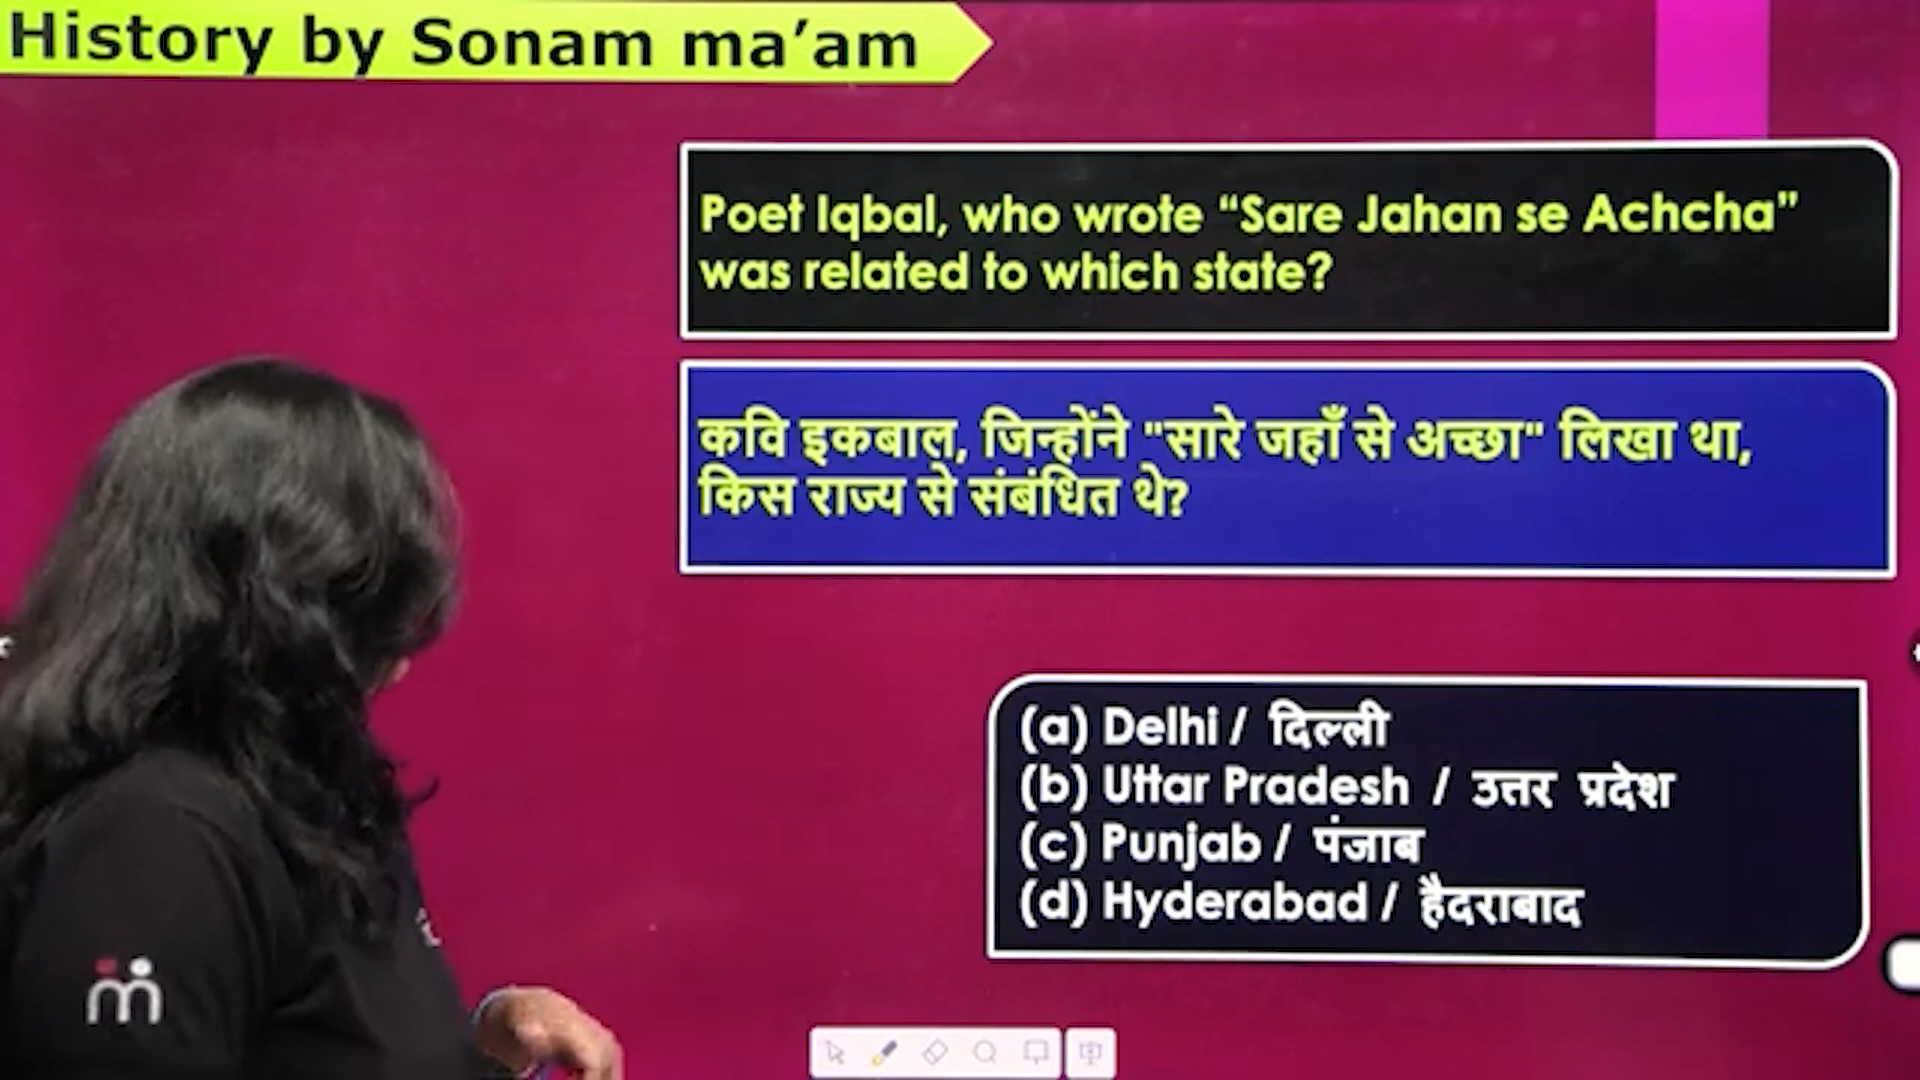 History by Sonam ma’am
Poet Iqbal, who wrote “Sare Jahan se Achcha”
was related to which state?
कवि इकबाल, जिन्होंने "सारे जहाँ से अच्छा" लिखा था,
किस राज्य से संबंधित थे?
(a) Delhi / दिल्ली
(b) Uttar Pradesh / उत्तर प्रदेश
(c) Punjab / पंजाब
(d) Hyderabad / हैदराबाद